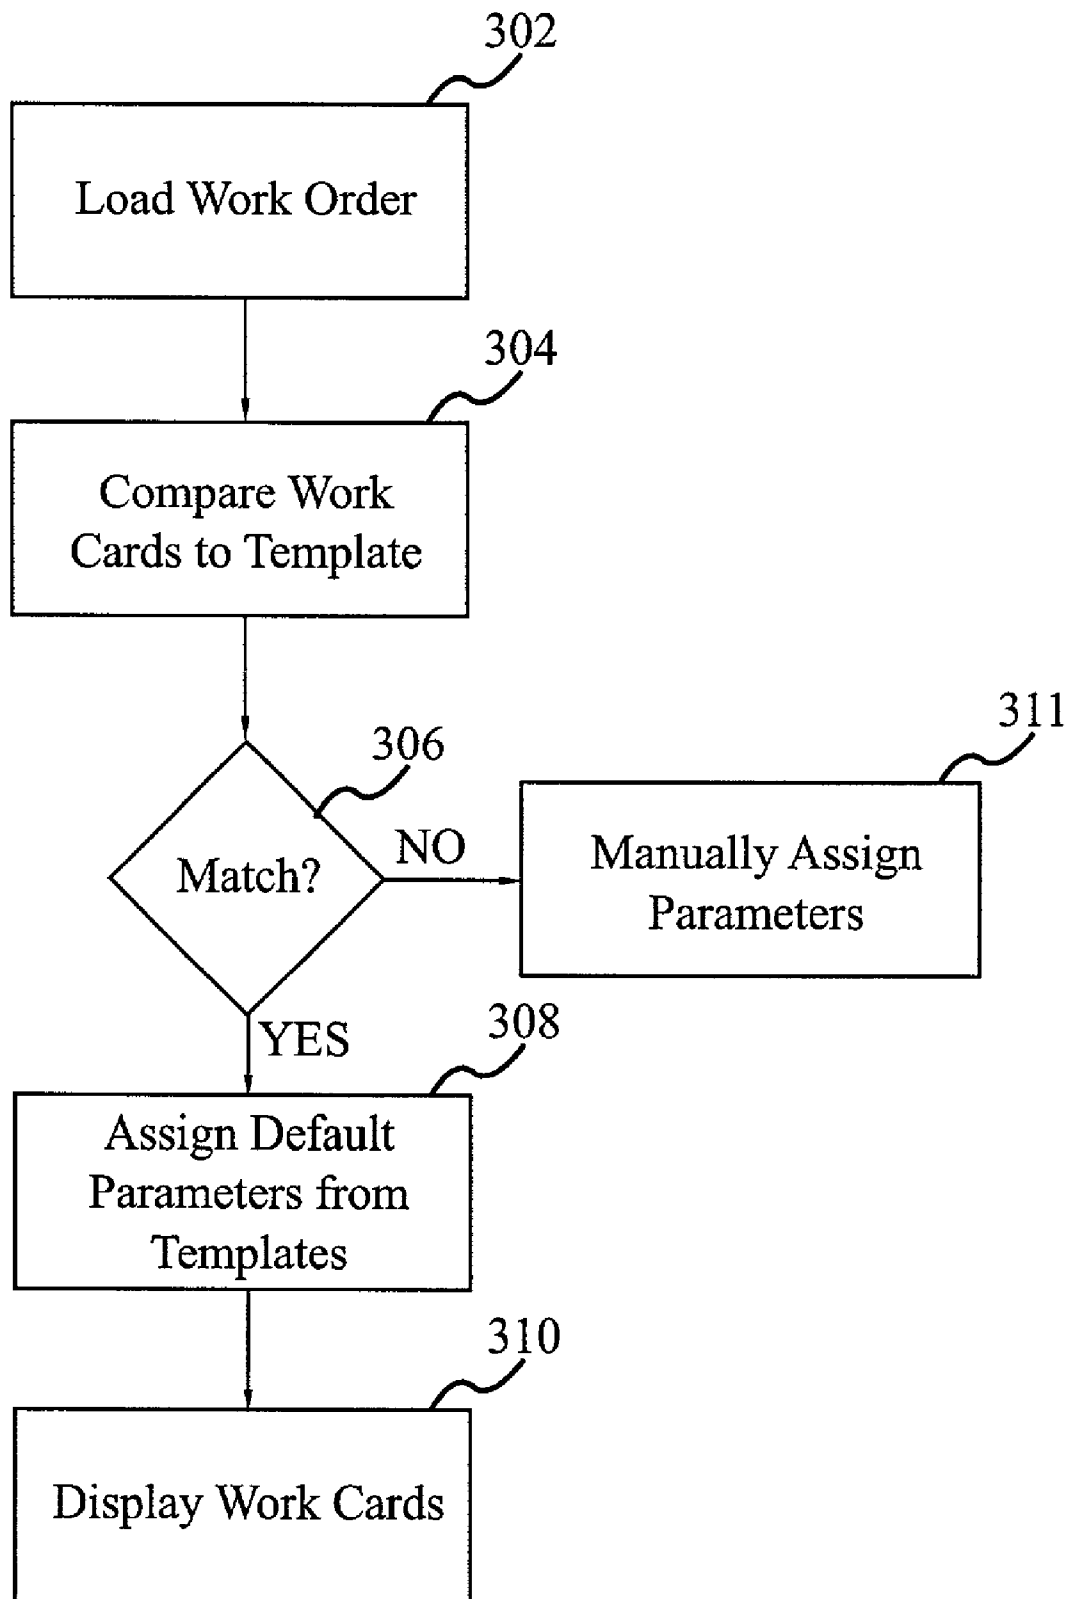 302
Load Work Order
304
Compare Work
Cards to Template
306
Match?
NO
311
Manually Assign
Parameters
YES
308
Assign Default
Parameters from
Templates
310
Display Work Cards